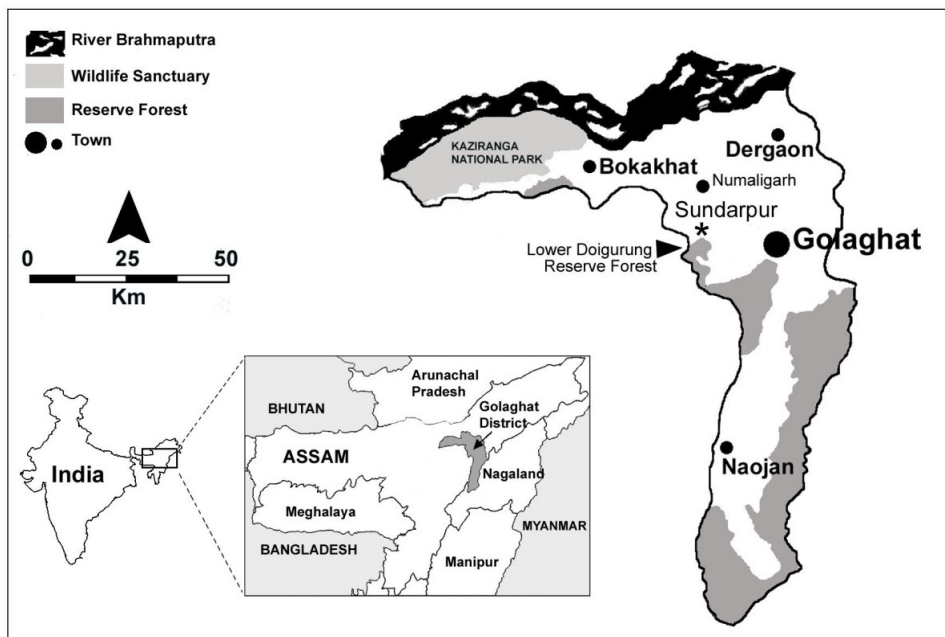 River Brahmaputra
Wildlife Sanctuary
Reserve Forest
Town
0 25 50
Km
KAZIRANGA
NATIONAL PARK
Bokakhat
Dergaon
Numaligarh
Sundarpur
*
Golaghat
Lower Doigurung
Reserve Forest
Naojan
India
Arunachal
Pradesh
BHUTAN
Golaghat
District
ASSAM
Nagaland
Meghalaya
MYANMAR
BANGLADESH
Manipur